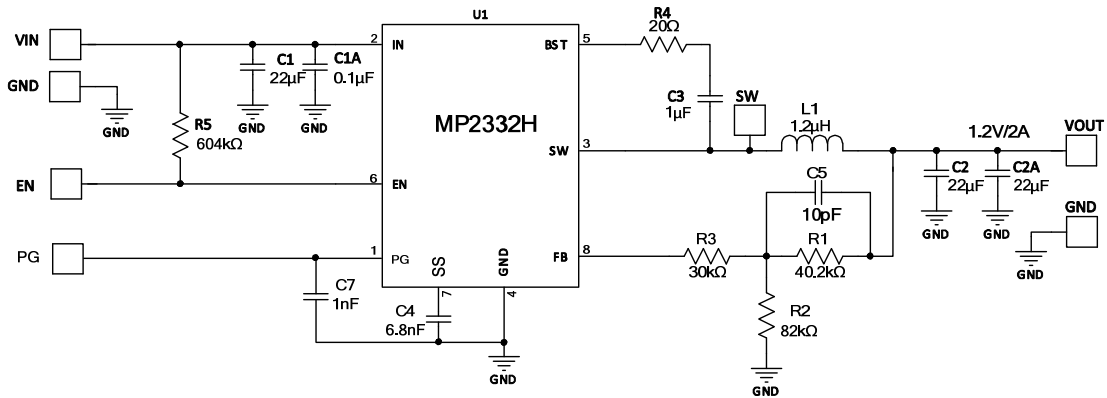 U1
VIN
GND
GND
C1
22µF
GND
C1A
0.1µF
GND
R5
604kΩ
EN
PG
2
IN
6
EN
1
PG
MP2332H
BST
5
SW
3
FB
8
SS
7
GND
4
C7
1nF
C4
6.8nF
GND
R4
20Ω
C3
1µF
SW
L1
1.2µH
1.2V/2A
VOUT
C2
22µF
GND
C2A
22µF
GND
GND
GND
C5
10pF
R3
30kΩ
R1
40.2kΩ
R2
82kΩ
GND